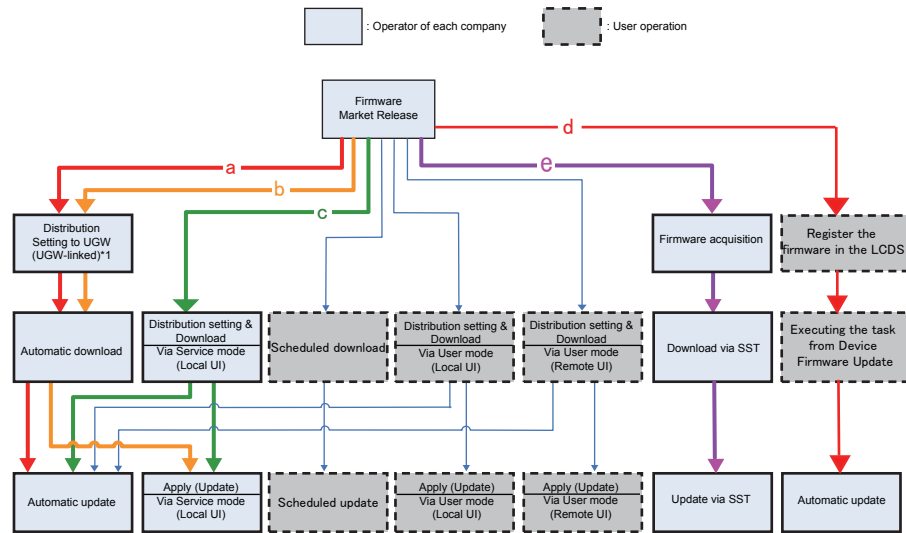 : Operator of each company
: User operation
Firmware
Market Release
a
b
c
d
e
Distribution
Setting to UGW
(UGW-linked)*1
Firmware acquisition
Register the
firmware in the LCDS
Automatic download
Distribution setting &
Download
Via Service mode
(Local UI)
Scheduled download
Distribution setting &
Download
Via User mode
(Local UI)
Distribution setting &
Download
Via User mode
(Remote UI)
Download via SST
Executing the task
from Device
Firmware Update
Automatic update
Apply (Update)
Via Service mode
(Local UI)
Scheduled update
Apply (Update)
Via User mode
(Local UI)
Apply (Update)
Via User mode
(Remote UI)
Update via SST
Automatic update